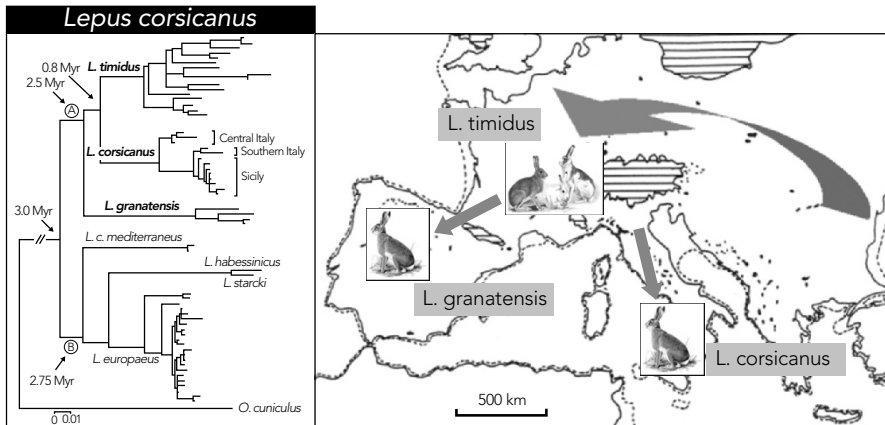 Lepus corsicanus
0.8 Myr
2.5 Myr
L. timidus
A
Central Italy
Southern Italy
L. corsicanus
Sicily
L. granatensis
3.0 Myr
L. c. mediterraneus
L. habessinicus
L. starcki
B
L. europaeus
2.75 Myr
O. cuniculus
0 0.01
L. timidus
L. granatensis
L. corsicanus
500 km